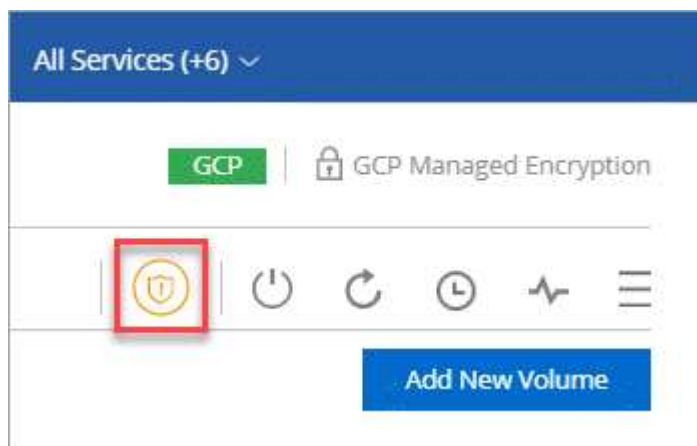 All Services (+6)
GCP
GCP Managed Encryption
Add New Volume